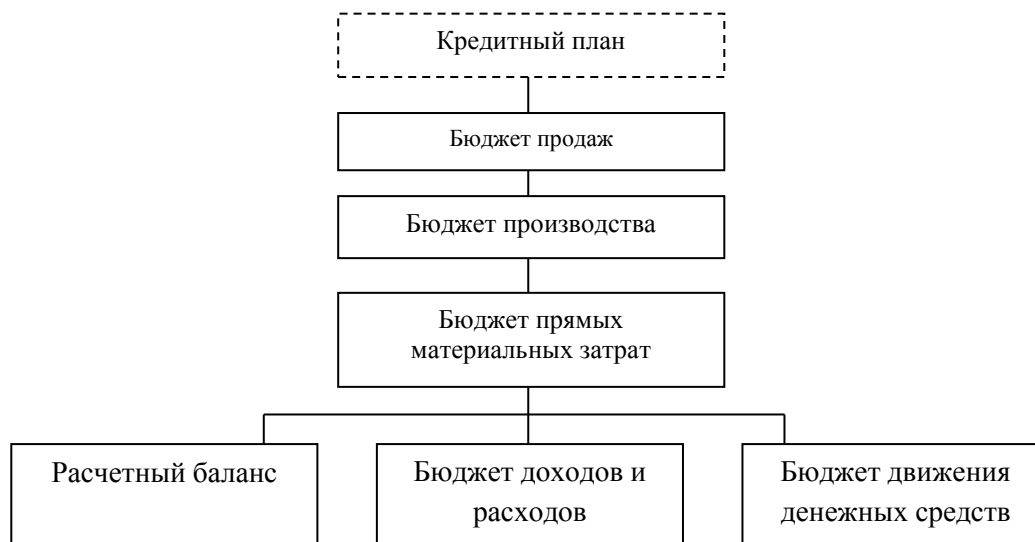 Кредитный план
Бюджет продаж
Бюджет производства
Бюджет прямых
материальных затрат
Расчетный баланс
Бюджет доходов и
расходов
Бюджет движения
денежных средств